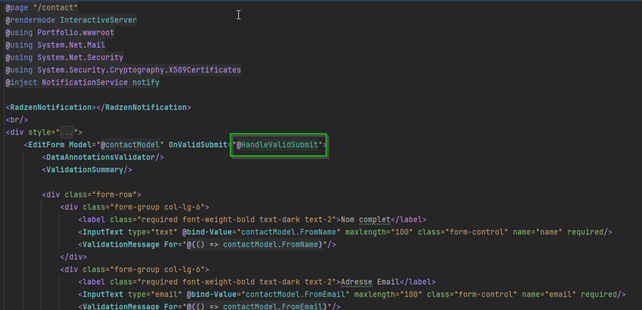 @page "/contact"
@rendermode InteractiveServer
@using Portfolio.wwwroot
@using System.Net.Mail
@using System.Net.Security
@using System.Security.Cryptography.X509Certificates
@inject NotificationService notify
<RadzenNotification></RadzenNotification>
<br/>
<div style="...">
<EditForm Model="@contactModel" OnValidSubmit="@HandleValidSubmit">
<DataAnnotationsValidator/>
<ValidationSummary/>
<div class="form-row">
<div class="form-group col-lg-6">
<label class="required font-weight-bold text-dark text-2">Nom complet</label>
<InputText type="text" @bind-Value="contactModel.FromName" maxlength="100" class="form-control" name="name" required/>
<ValidationMessage For="@(() => contactModel.FromName)"/>
</div>
<div class="form-group col-lg-6">
<label class="required font-weight-bold text-dark text-2">Adresse Email</label>
<InputText type="email" @bind-Value="contactModel.FromEmail" maxlength="100" class="form-control" name="email" required/>
<ValidationMessage For="@(() => contactModel.FromEmail)"/>